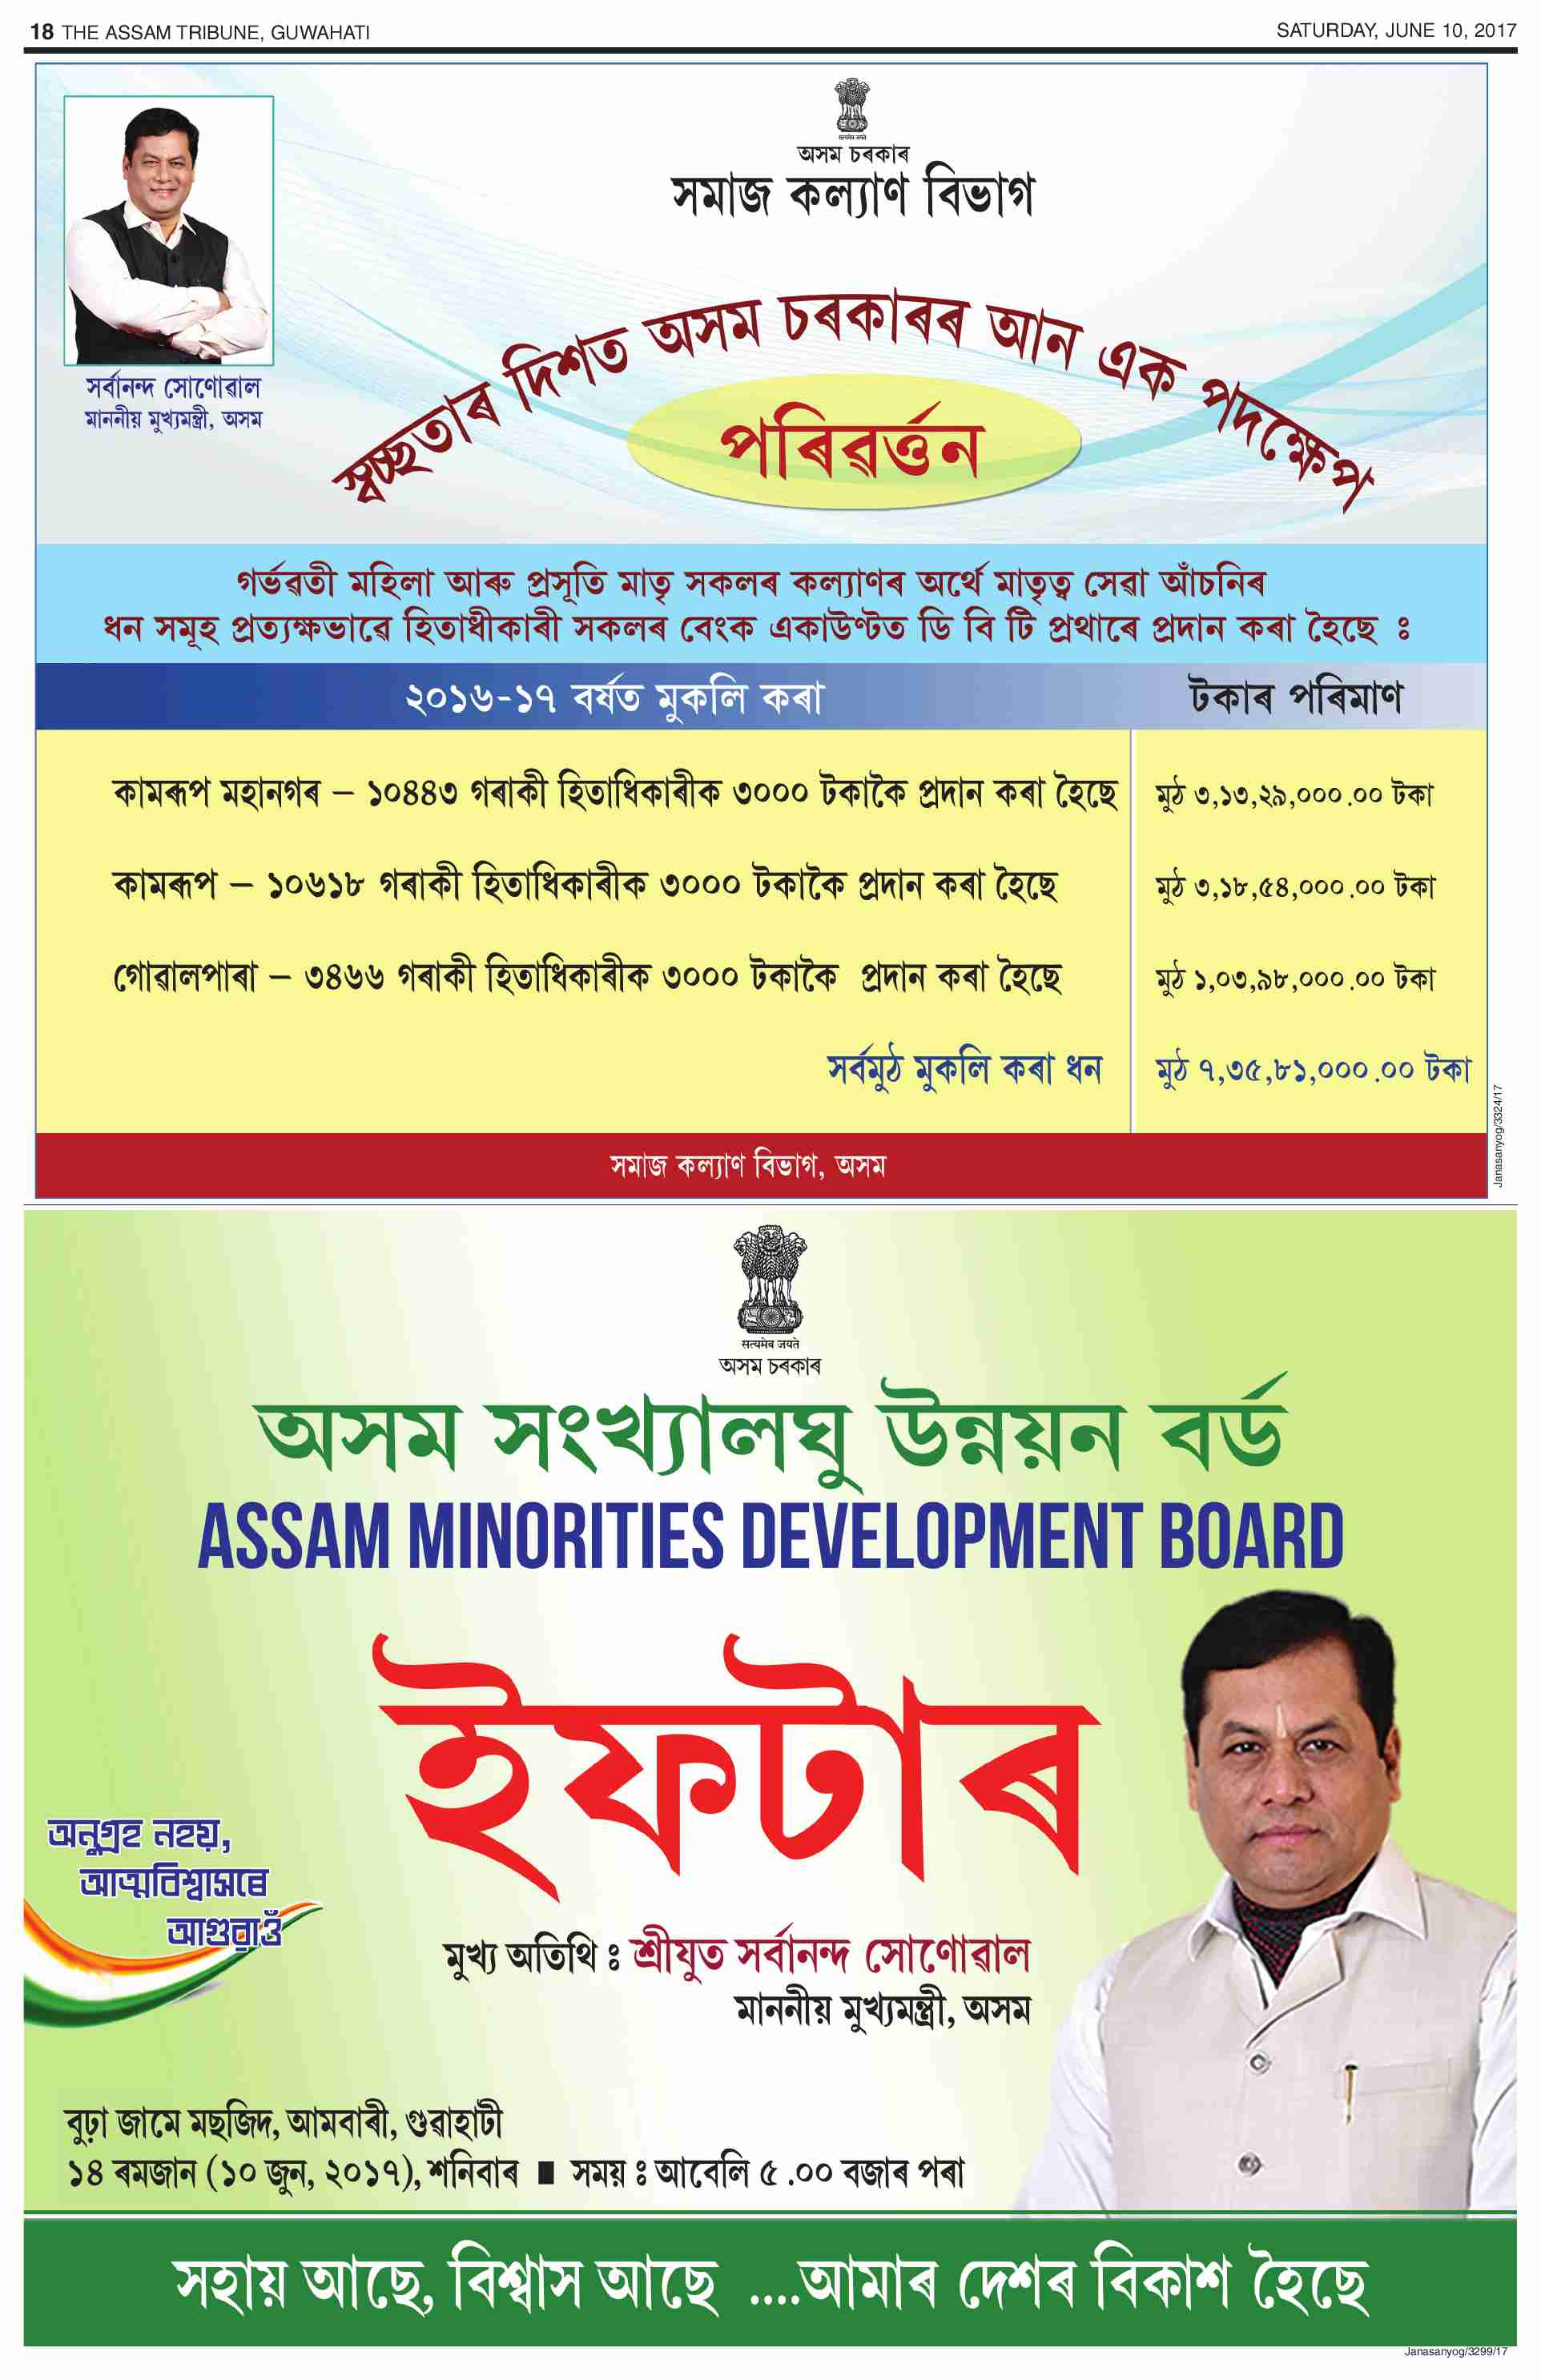 18 THE ASSAM TRIBUNE, GUWAHATI
SATURDAY, JUNE 10, 2017
सत्यमेव जयते
অসম চৰকাৰ
সমাজ কল্যাণ বিভাগ
সৰ্বানন্দ সোণোৱাল
মাননীয় মুখ্যমন্ত্ৰী, অসম
স্বচ্ছতাৰ দিশত অসম চৰকাৰৰ আন এক পদক্ষেপ
পৰিৱৰ্ত্তন
গৰ্ভৱতী মহিলা আৰু প্ৰসূতি মাতৃ সকলৰ কল্যাণৰ অৰ্থে মাতৃত্ব সেৱা আঁচনিৰ
ধন সমূহ প্ৰত্যক্ষভাৱে হিতাধীকাৰী সকলৰ বেংক একাউণ্টত ডি বি টি প্ৰথাৰে প্ৰদান কৰা হৈছে ঃ
২০১৬-১৭ বৰ্ষত মুকলি কৰা টকাৰ পৰিমাণ
কামৰূপ মহানগৰ – ১০৪৪৩ গৰাকী হিতাধিকাৰীক ৩০০০ টকাকৈ প্ৰদান কৰা হৈছে মুঠ ৩,১৩,২৯,০০০.০০ টকা
কামৰূপ – ১০৬১৮ গৰাকী হিতাধিকাৰীক ৩০০০ টকাকৈ প্ৰদান কৰা হৈছে মুঠ ৩,১৮,৫৪,০০০.০০ টকা
গোৱালপাৰা – ৩৪৬৬ গৰাকী হিতাধিকাৰীক ৩০০০ টকাকৈ প্ৰদান কৰা হৈছে মুঠ ১,০৩,৯৮,০০০.০০ টকা
সৰ্বমুঠ মুকলি কৰা ধন মুঠ ৭,৩৫,৮১,০০০.০০ টকা
সমাজ কল্যাণ বিভাগ, অসম
Janasanyog/3324/17
सत्यमेव जयते
অসম চৰকাৰ
অসম সংখ্যালঘু উন্নয়ন বৰ্ড
ASSAM MINORITIES DEVELOPMENT BOARD
ইফটাৰ
অনুগ্ৰহ নহয়,
আত্মবিশ্বাসৰে
আগুৱাওঁ
মুখ্য অতিথি ঃ শ্ৰীযুত সৰ্বানন্দ সোণোৱাল
মাননীয় মুখ্যমন্ত্ৰী, অসম
বুঢ়া জামে মছজিদ, আমবাৰী, গুৱাহাটী
১৪ ৰমজান (১০ জুন, ২০১৭), শনিবাৰ ■ সময় ঃ আবেলি ৫.০০ বজাৰ পৰা
সহায় আছে, বিশ্বাস আছে ....আমাৰ দেশৰ বিকাশ হৈছে
Janasanyog/3299/17